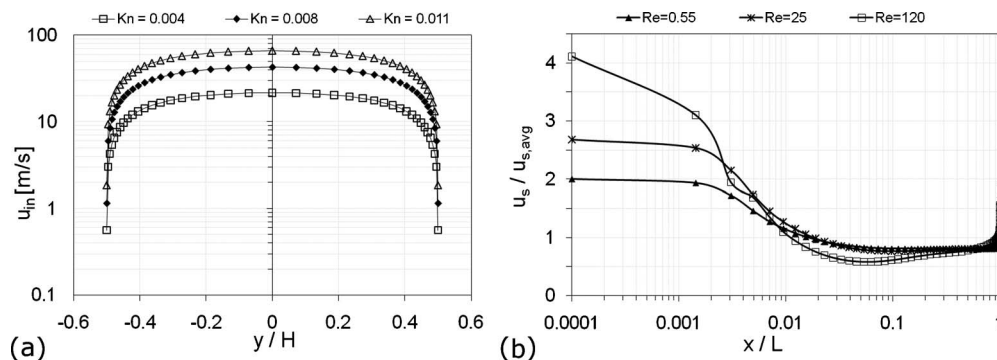 Kn = 0.004 Kn = 0.008 Kn = 0.011
100
10
1
0.1
u_in [m/s]
-0.6 -0.4 -0.2 0 0.2 0.4 0.6
y / H
(a)
Re=0.55 Re=25 Re=120
4
3
2
1
0
u_s / u_s,avg
0.0001 0.001 0.01 0.1 1
x / L
(b)